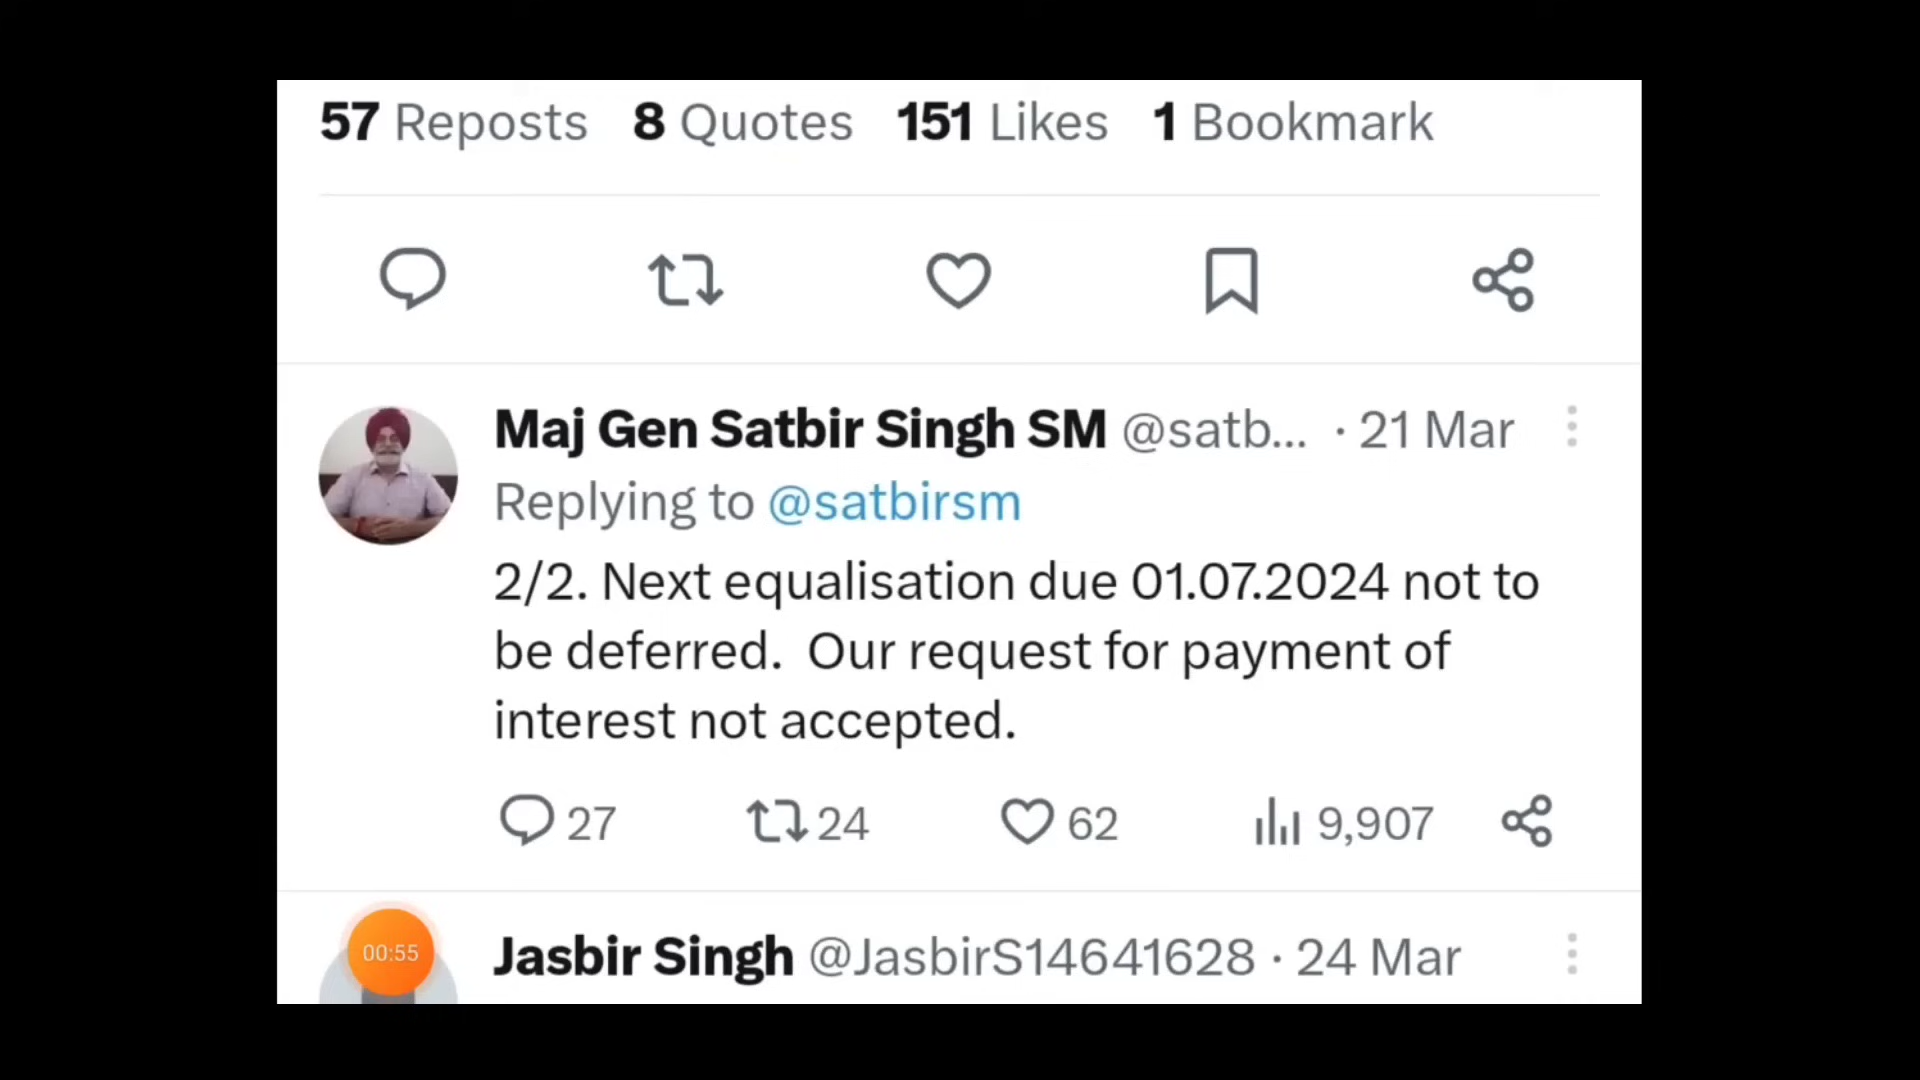 57 Reposts 8 Quotes 151 Likes 1 Bookmark
Maj Gen Satbir Singh SM @satb... · 21 Mar
Replying to @satbirsm
2/2. Next equalisation due 01.07.2024 not to
be deferred. Our request for payment of
interest not accepted.
27 24 62 9,907
00:55
Jasbir Singh @JasbirS14641628 · 24 Mar